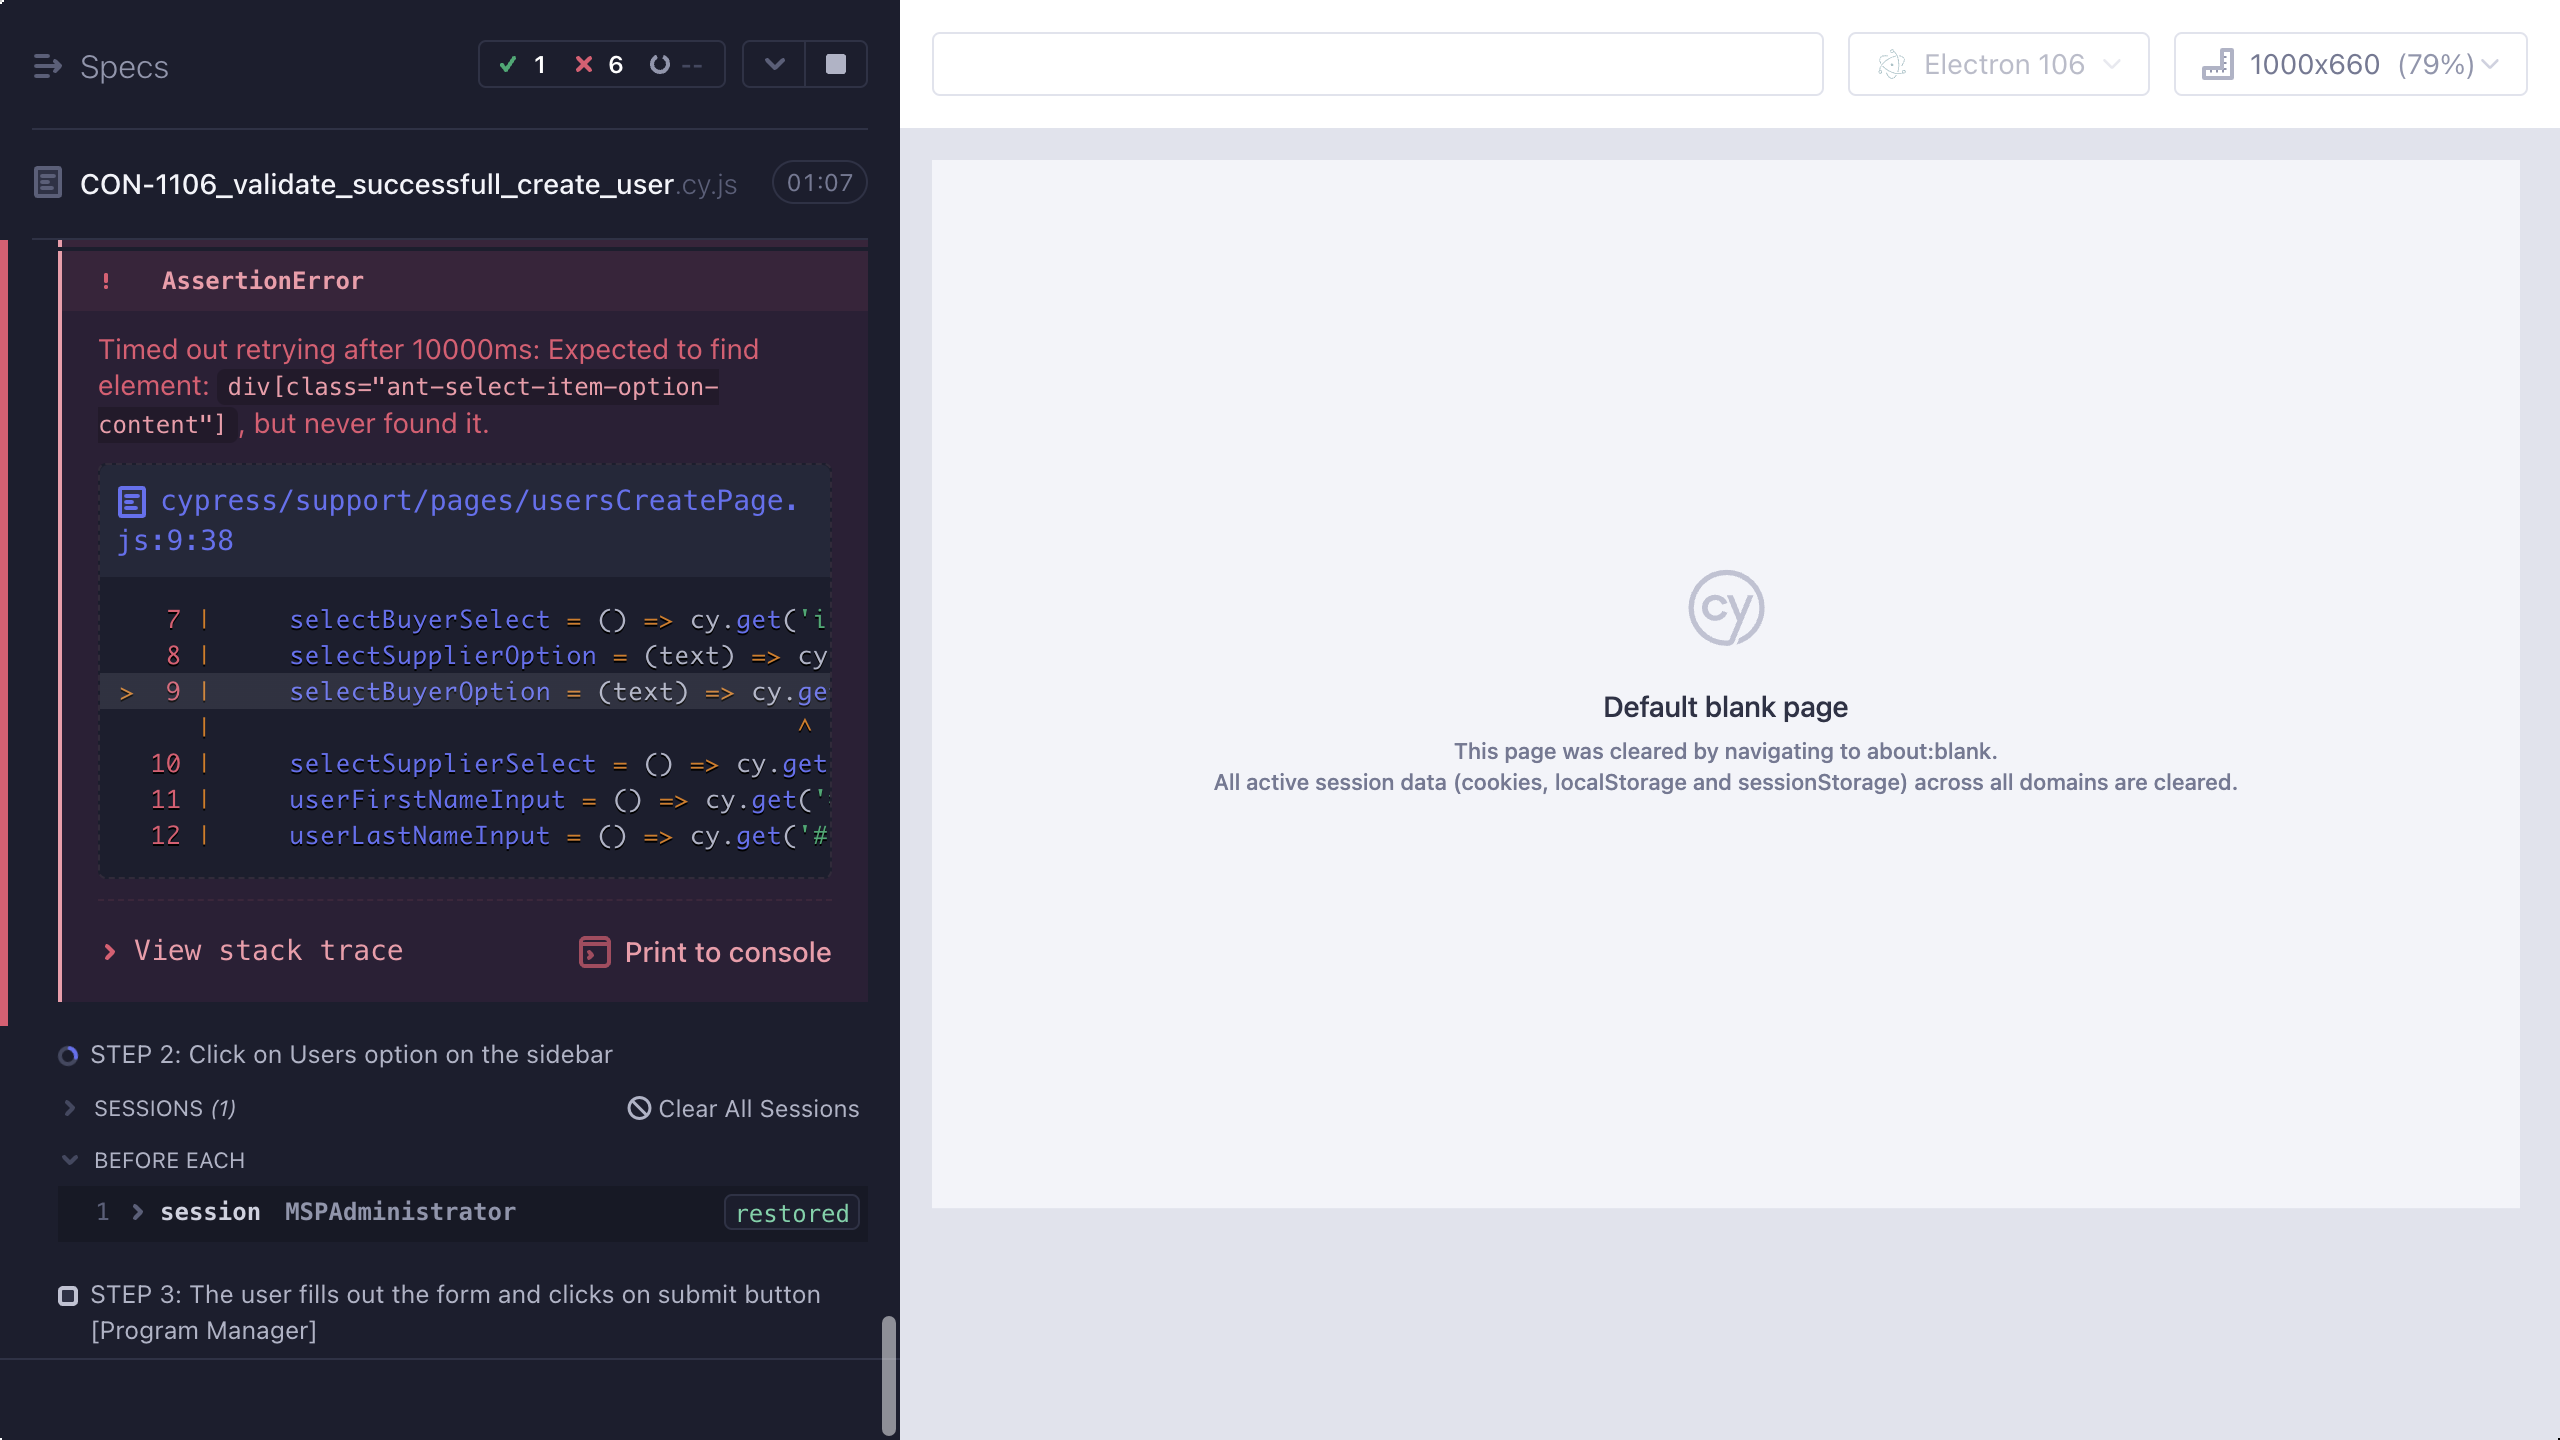 Specs
1 6 --
CON-1106_validate_successfull_create_user.cy.js 01:07
! AssertionError
Timed out retrying after 10000ms: Expected to find
element: div[class="ant-select-item-option-
content"] , but never found it.
cypress/support/pages/usersCreatePage.
js:9:38
7 | selectBuyerSelect = () => cy.get('i
8 | selectSupplierOption = (text) => cy
> 9 | selectBuyerOption = (text) => cy.ge
| ^
10 | selectSupplierSelect = () => cy.get
11 | userFirstNameInput = () => cy.get('
12 | userLastNameInput = () => cy.get('#
View stack trace Print to console
STEP 2: Click on Users option on the sidebar
SESSIONS (1) Clear All Sessions
BEFORE EACH
1 session MSPAdministrator restored
STEP 3: The user fills out the form and clicks on submit button
[Program Manager]
Electron 106
1000x660 (79%)
cy
Default blank page
This page was cleared by navigating to about:blank.
All active session data (cookies, localStorage and sessionStorage) across all domains are cleared.